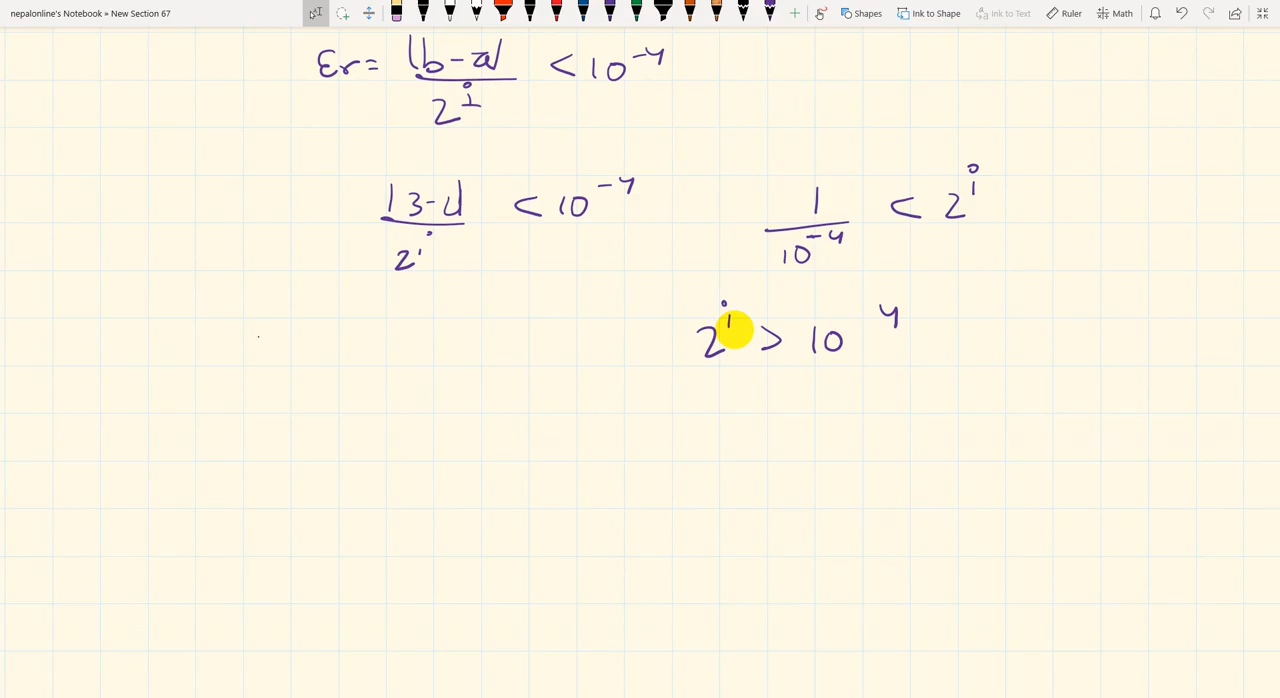 nepalonline's Notebook » New Section 67
Shapes Ink to Shape Ink to Text Ruler Math
Er = |b-a| / 2^i < 10^-4
|3-2| / 2^i < 10^-4
1 / 10^-4 < 2^i
2^i > 10^4